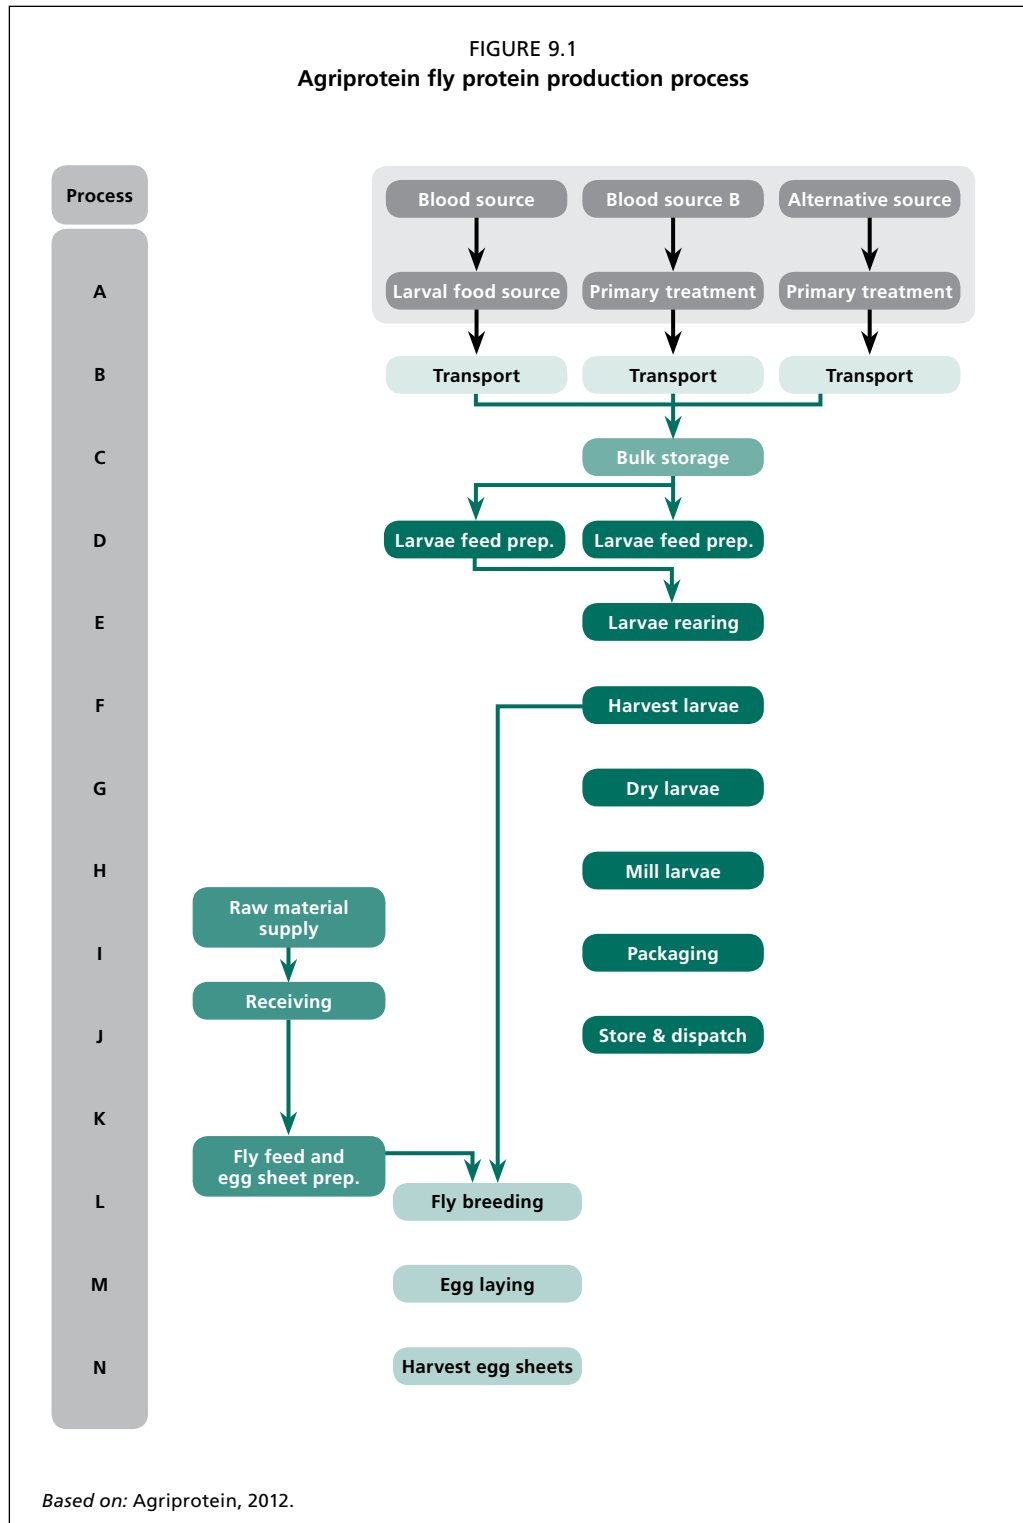 FIGURE 9.1
Agriprotein fly protein production process
Process
Blood source
Blood source B
Alternative source
A
Larval food source
Primary treatment
Primary treatment
B
Transport
Transport
Transport
C
Bulk storage
D
Larvae feed prep.
Larvae feed prep.
E
Larvae rearing
F
Harvest larvae
G
Dry larvae
H
Mill larvae
Raw material
supply
I
Packaging
Receiving
J
Store & dispatch
K
Fly feed and
egg sheet prep.
L
Fly breeding
M
Egg laying
N
Harvest egg sheets
Based on: Agriprotein, 2012.